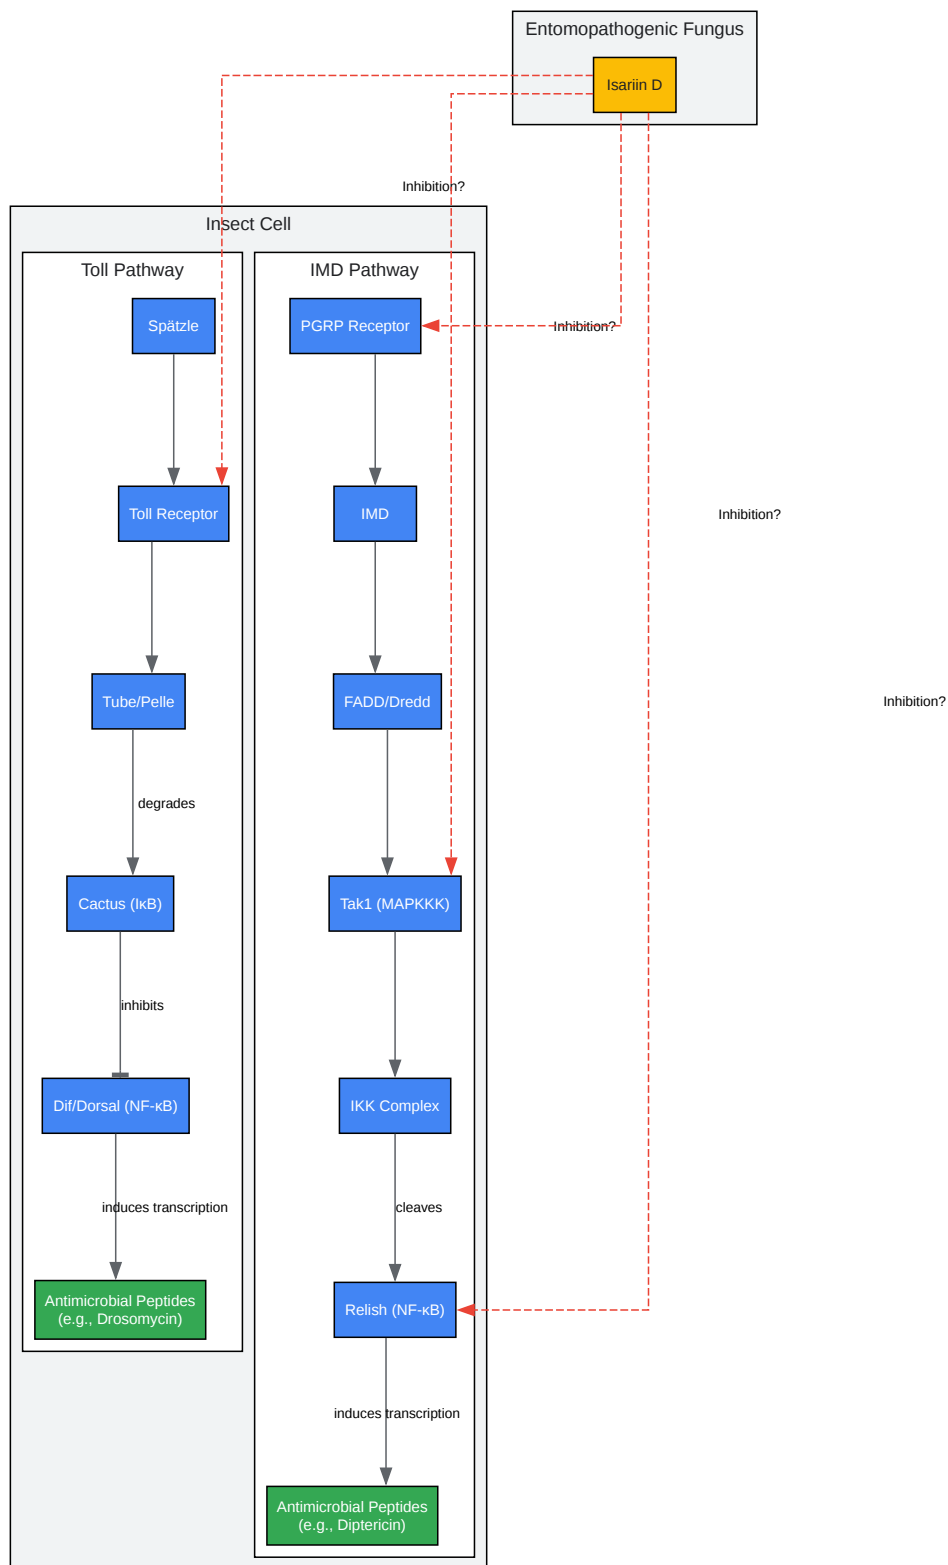 Entomopathogenic Fungus
Isariin D
Inhibition?
Insect Cell
Toll Pathway
IMD Pathway
Spätzle
PGRP Receptor
Inhibition?
Toll Receptor
IMD
Inhibition?
Tube/Pelle
FADD/Dredd
Inhibition?
degrades
Cactus (IκB)
Tak1 (MAPKKK)
inhibits
Dif/Dorsal (NF-κB)
IKK Complex
induces transcription
cleaves
Antimicrobial Peptides
(e.g., Drosomycin)
Relish (NF-κB)
induces transcription
Antimicrobial Peptides
(e.g., Diptericin)